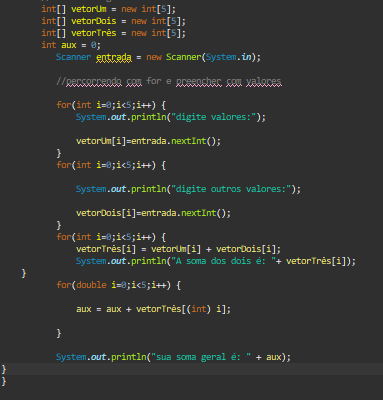 int[] vetorUm = new int[5];
int[] vetorDois = new int[5];
int[] vetorTrês = new int[5];
int aux = 0;
Scanner entrada = new Scanner(System.in);
//percorrendo com for e preencher com valores
for(int i=0;i<5;i++) {
System.out.println("digite valores:");
vetorUm[i]=entrada.nextInt();
}
for(int i=0;i<5;i++) {
System.out.println("digite outros valores:");
vetorDois[i]=entrada.nextInt();
}
for(int i=0;i<5;i++) {
vetorTrês[i] = vetorUm[i] + vetorDois[i];
System.out.println("A soma dos dois é: "+ vetorTrês[i]);
}
for(double i=0;i<5;i++) {
aux = aux + vetorTrês[(int) i];
}
System.out.println("sua soma geral é: " + aux);
}
}